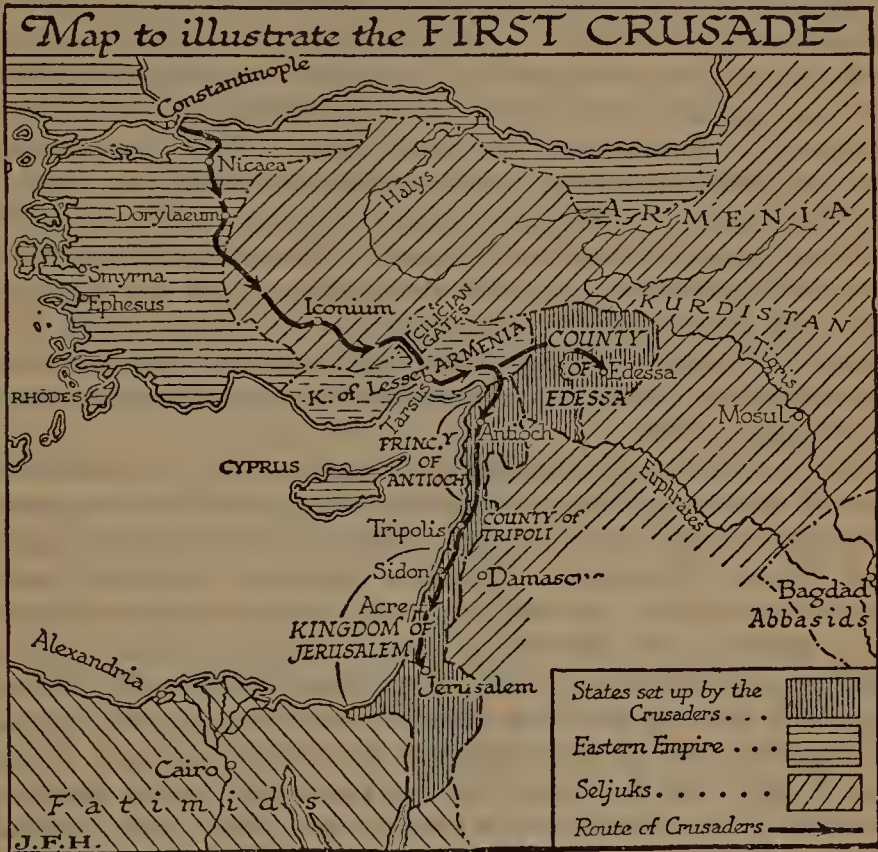 Map to illustrate the FIRST CRUSADE
Constantinople
Nicaea
Halys
Dorylaeum
ARMENIA
Smyrna
Ephesus
Iconium
CILICIAN
GATES
KURDISTAN
Tigris
K. of Lesser ARMENIA
COUNTY
OF
EDESSA
Edessa
RHŌDES
Tarsus
Mosul
PRINC.Y
OF
ANTIOCH
Antioch
CYPRUS
Euphrates
Tripolis
COUNTY of
TRIPOLI
Sidon
Damascus
Acre
KINGDOM OF
JERUSALEM
Bagdad
Abbasids
Alexandria
Jerusalem
Cairo
Fatimids
J.F.H.
States set up by the
Crusaders . . .
Eastern Empire . . .
Seljuks . . . . . .
Route of Crusaders